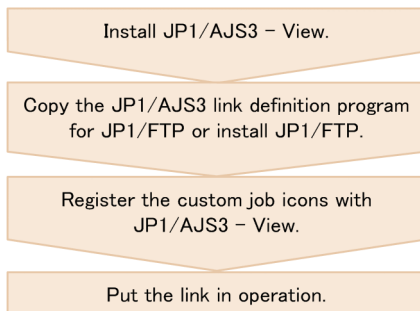 Install JP1/AJS3 - View.
Copy the JP1/AJS3 link definition program
for JP1/FTP or install JP1/FTP.
Register the custom job icons with
JP1/AJS3 - View.
Put the link in operation.